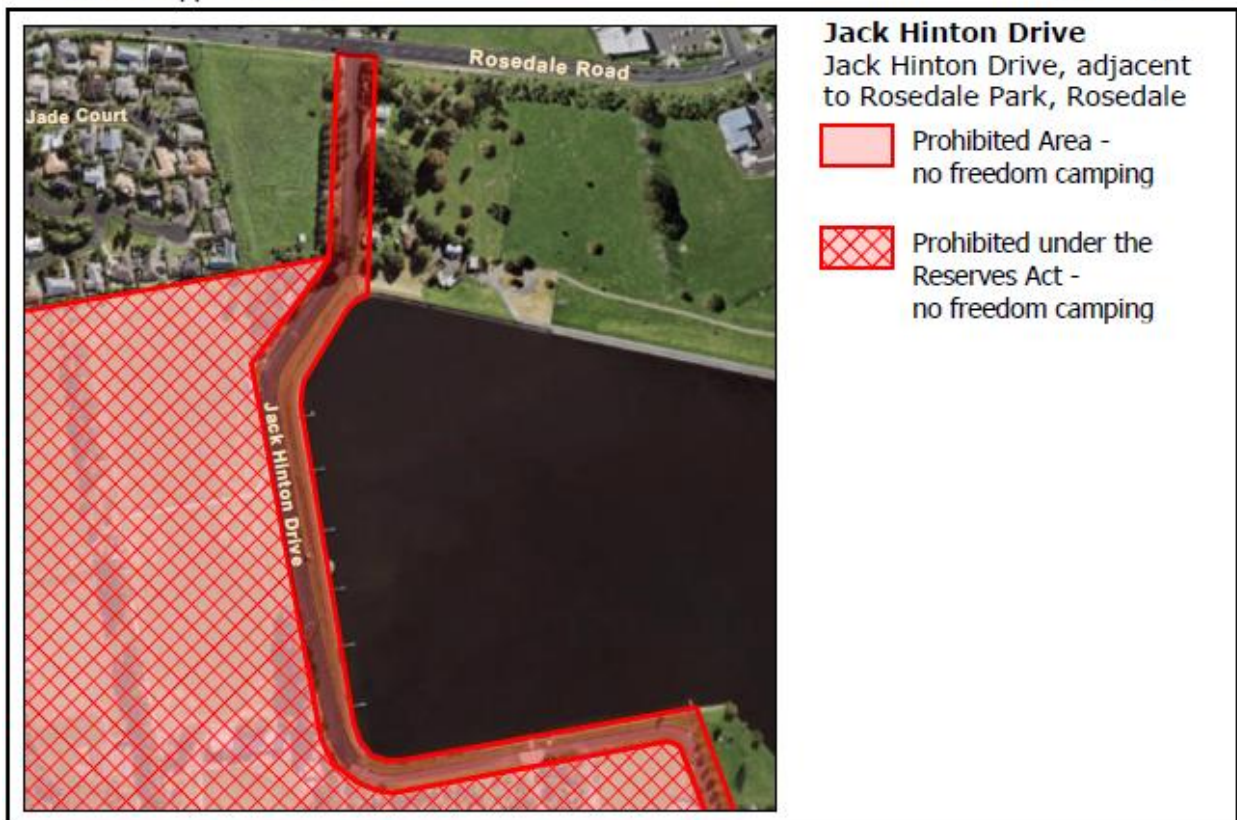 Jack Hinton Drive
Jack Hinton Drive, adjacent
to Rosedale Park, Rosedale
Prohibited Area -
no freedom camping
Prohibited under the
Reserves Act -
no freedom camping
Rosedale Road
Jade Court
Jack Hinton Drive